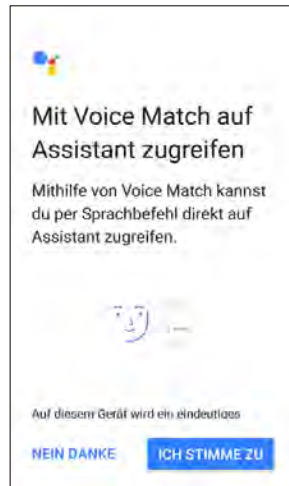 Mit Voice Match auf
Assistant zugreifen
Mithilfe von Voice Match kannst
du per Sprachbefehl direkt auf
Assistant zugreifen.
Auf diesem Gerät wird ein eindeutiges
NEIN DANKE
ICH STIMME ZU